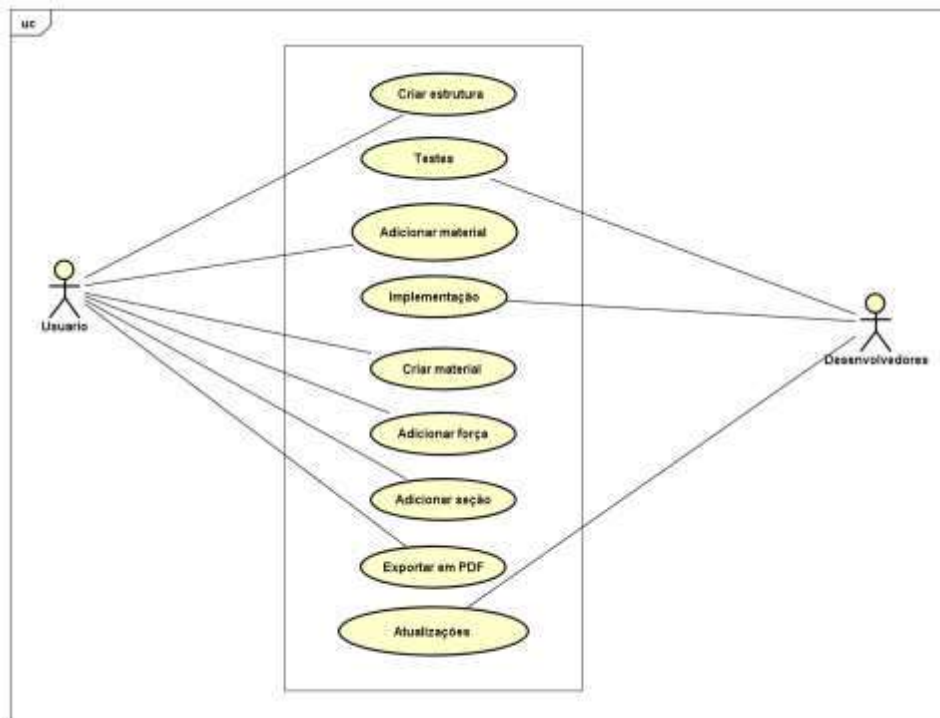 uc
Criar estrutura
Testes
Adicionar material
Implementação
Usuario
Desenvolvedores
Criar material
Adicionar força
Adicionar seção
Exportar em PDF
Atualizações